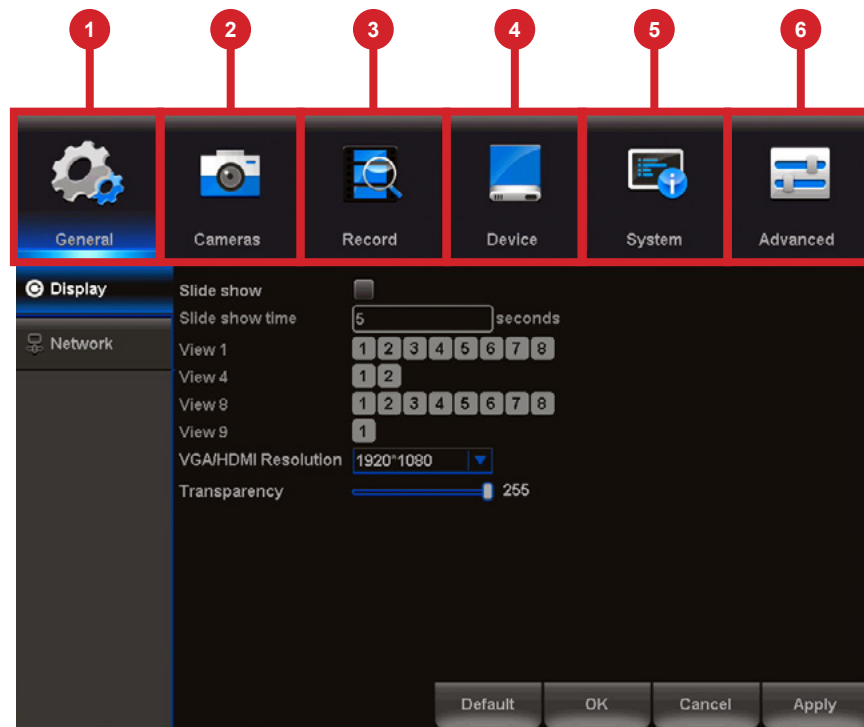 1 2 3 4 5 6
General Cameras Record Device System Advanced
Display
Network
Slide show
Slide show time 5 seconds
View 1 1 2 3 4 5 6 7 8
View 4 1 2
View 8 1 2 3 4 5 6 7 8
View 9 1
VGA/HDMI Resolution 1920*1080
Transparency 255
Default OK Cancel Apply